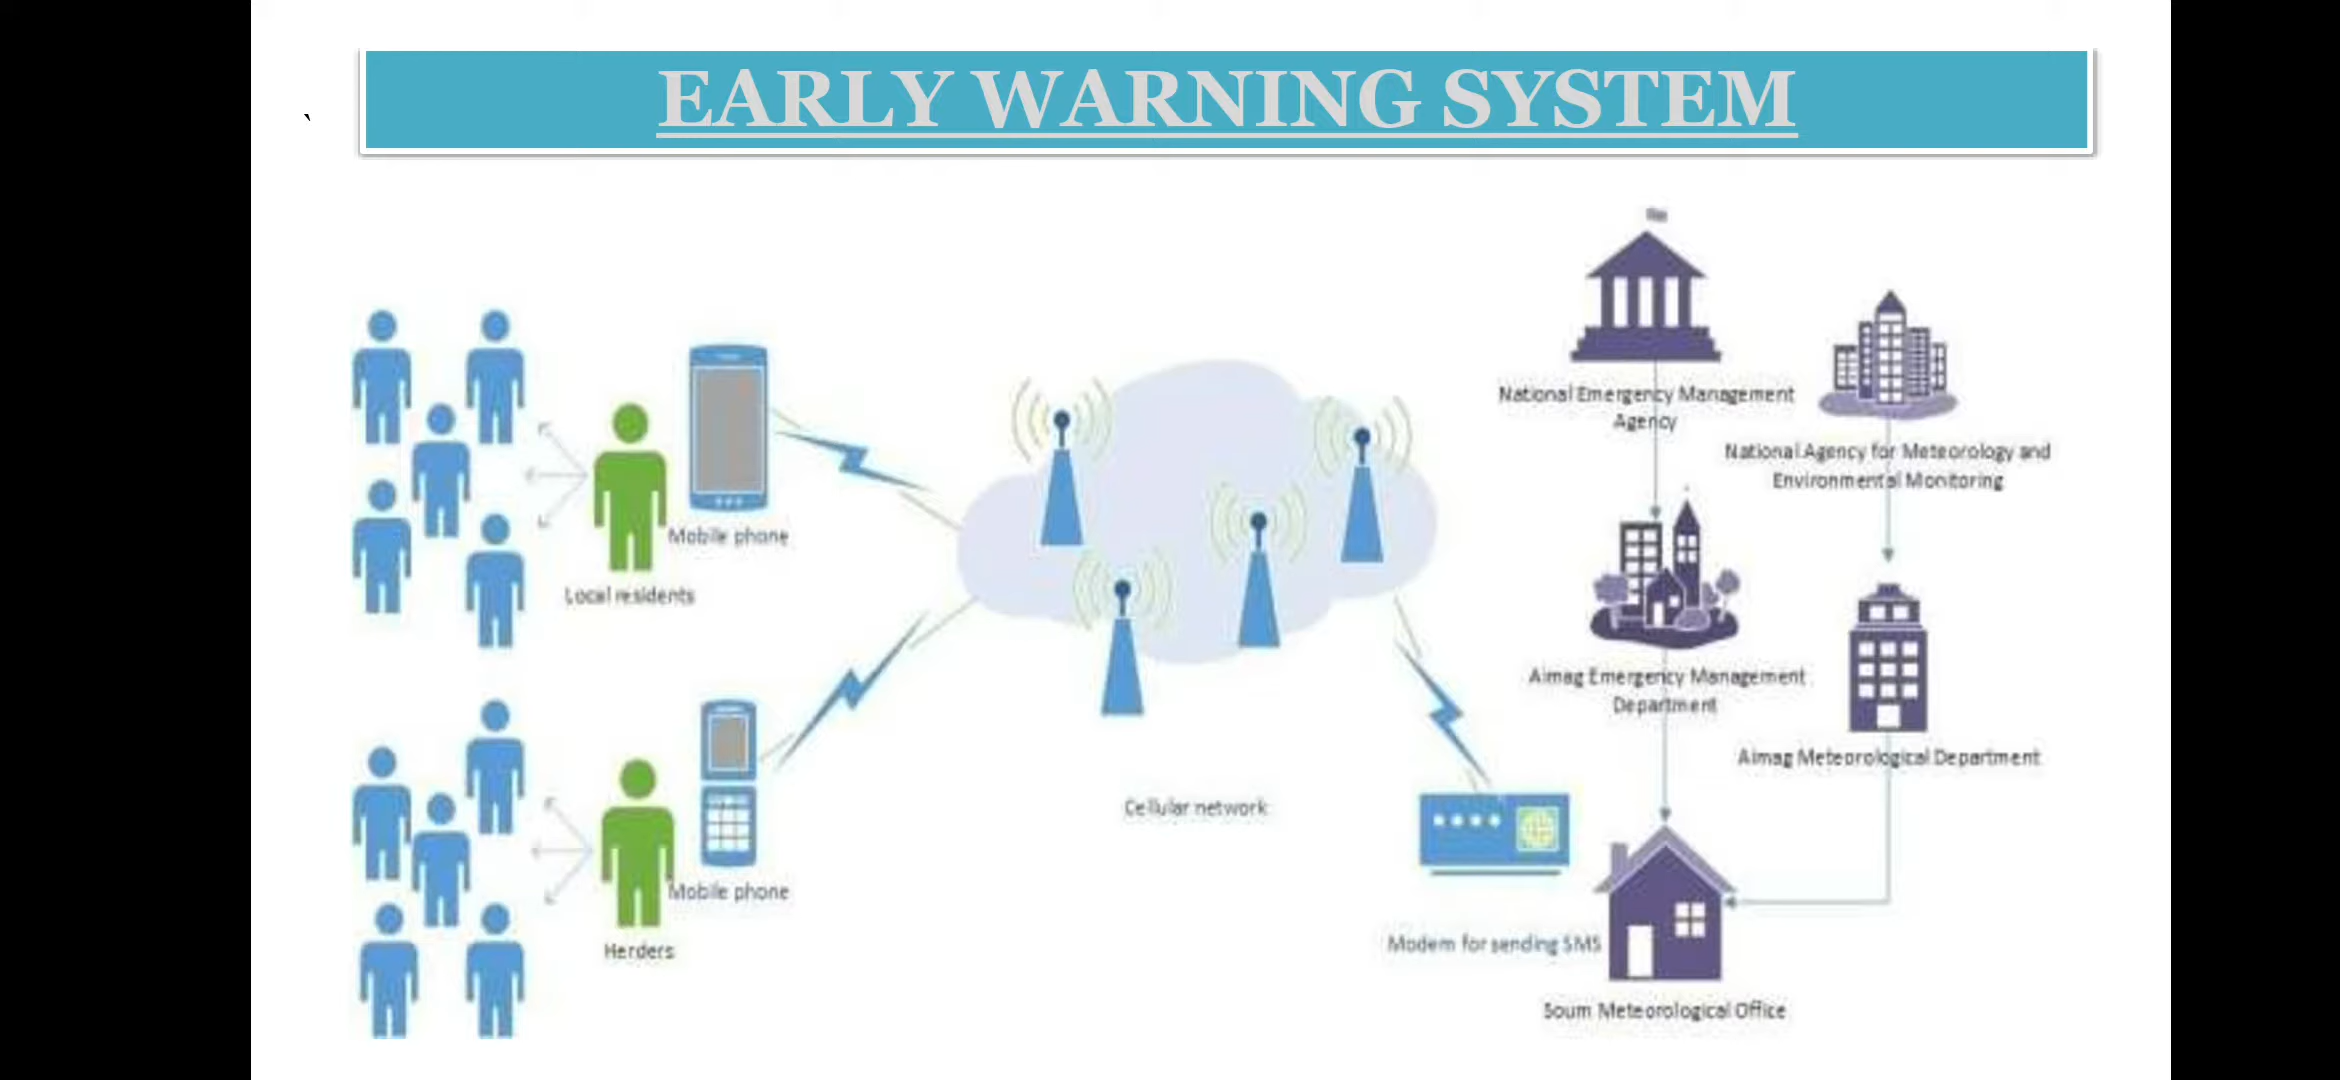 EARLY WARNING SYSTEM
`
National Emergency Management
Agency
National Agency for Meteorology and
Environmental Monitoring
Mobile phone
Local residents
Aimag Emergency Management
Department
Aimag Meteorological Department
Cellular network
Mobile phone
Herders
Modem for sending SMS
Soum Meteorological Office